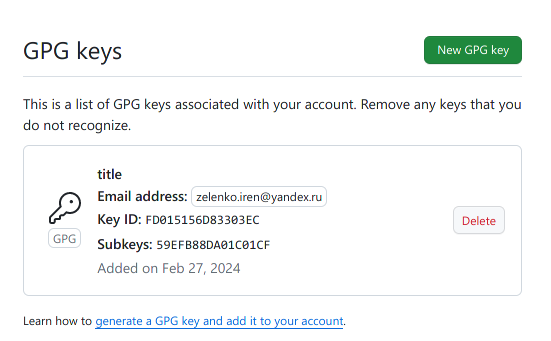 GPG keys
New GPG key
This is a list of GPG keys associated with your account. Remove any keys that you
do not recognize.
title
Email address: zelenko.iren@yandex.ru
Key ID: FD015156D83303EC
Subkeys: 59EFB88DA01C01CF
Added on Feb 27, 2024
GPG
Delete
Learn how to generate a GPG key and add it to your account.